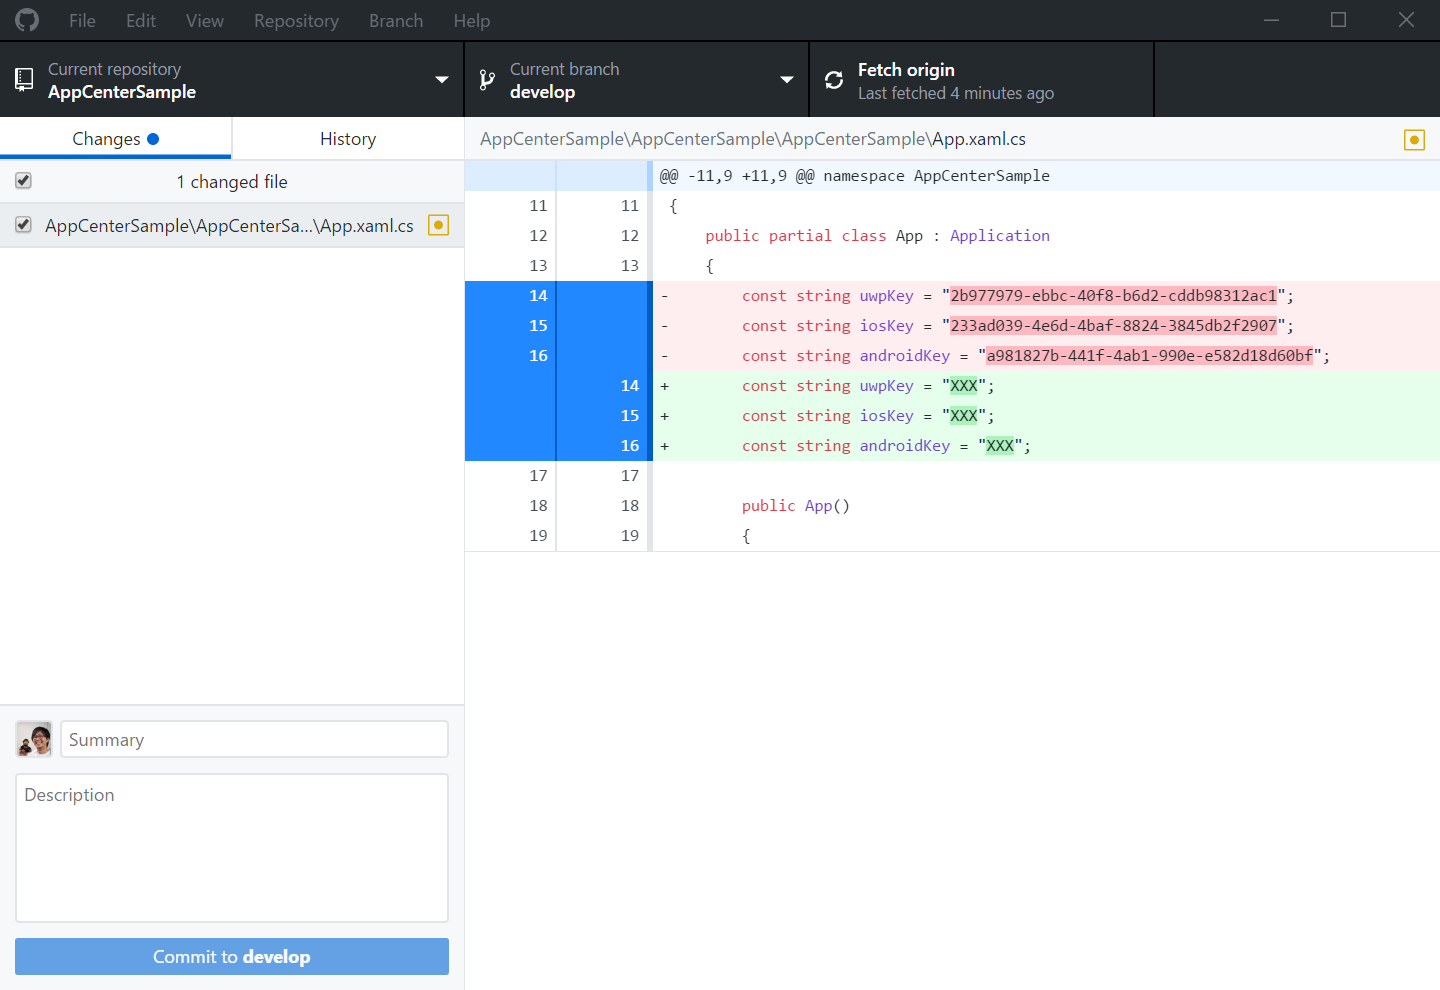 File Edit View Repository Branch Help
Current repository
AppCenterSample
Current branch
develop
Fetch origin
Last fetched 4 minutes ago
Changes
History
1 changed file
AppCenterSample\AppCenterSa...\App.xaml.cs
Summary
Description
Commit to develop
AppCenterSample\AppCenterSample\AppCenterSample\App.xaml.cs
@@ -11,9 +11,9 @@ namespace AppCenterSample
11 11 {
12 12 public partial class App : Application
13 13 {
14 - const string uwpKey = "2b977979-ebbc-40f8-b6d2-cddb98312ac1";
15 - const string iosKey = "233ad039-4e6d-4baf-8824-3845db2f2907";
16 - const string androidKey = "a981827b-441f-4ab1-990e-e582d18d60bf";
14 + const string uwpKey = "XXX";
15 + const string iosKey = "XXX";
16 + const string androidKey = "XXX";
17 17
18 18 public App()
19 19 {